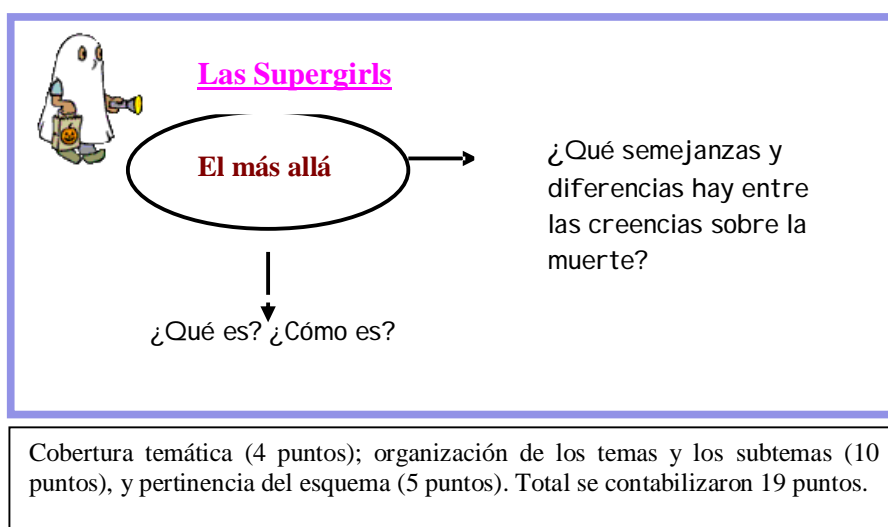 Las Supergirls
El más allá
¿Qué semejanzas y
diferencias hay entre
las creencias sobre la
muerte?
¿Qué es? ¿Cómo es?
Cobertura temática (4 puntos); organización de los temas y los subtemas (10
puntos), y pertinencia del esquema (5 puntos). Total se contabilizaron 19 puntos.